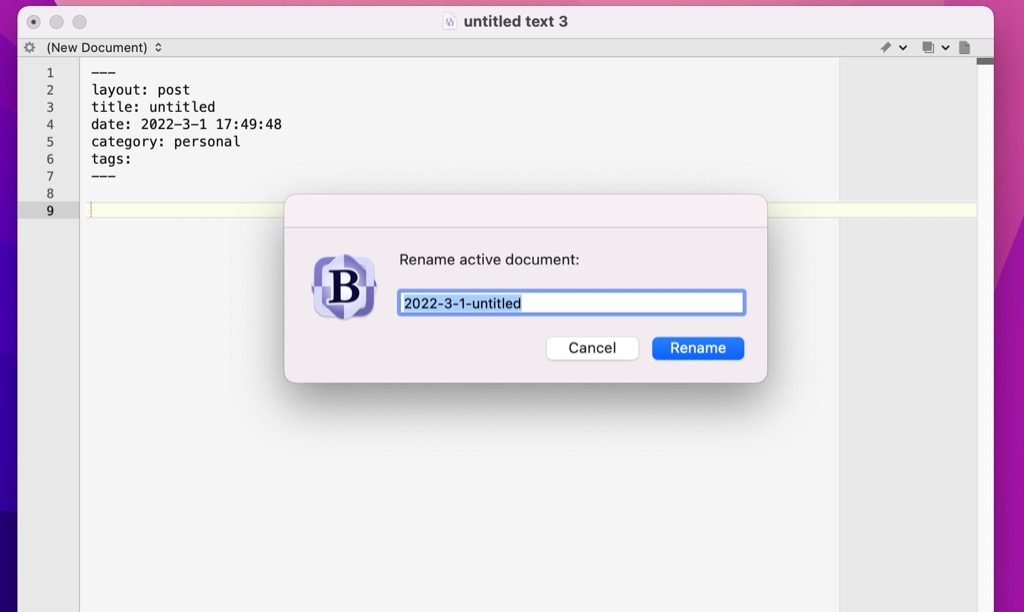 untitled text 3
(New Document)
1 ---
2 layout: post
3 title: untitled
4 date: 2022-3-1 17:49:48
5 category: personal
6 tags:
7 ---
8
9
Rename active document:
B
2022-3-1-untitled
Cancel Rename